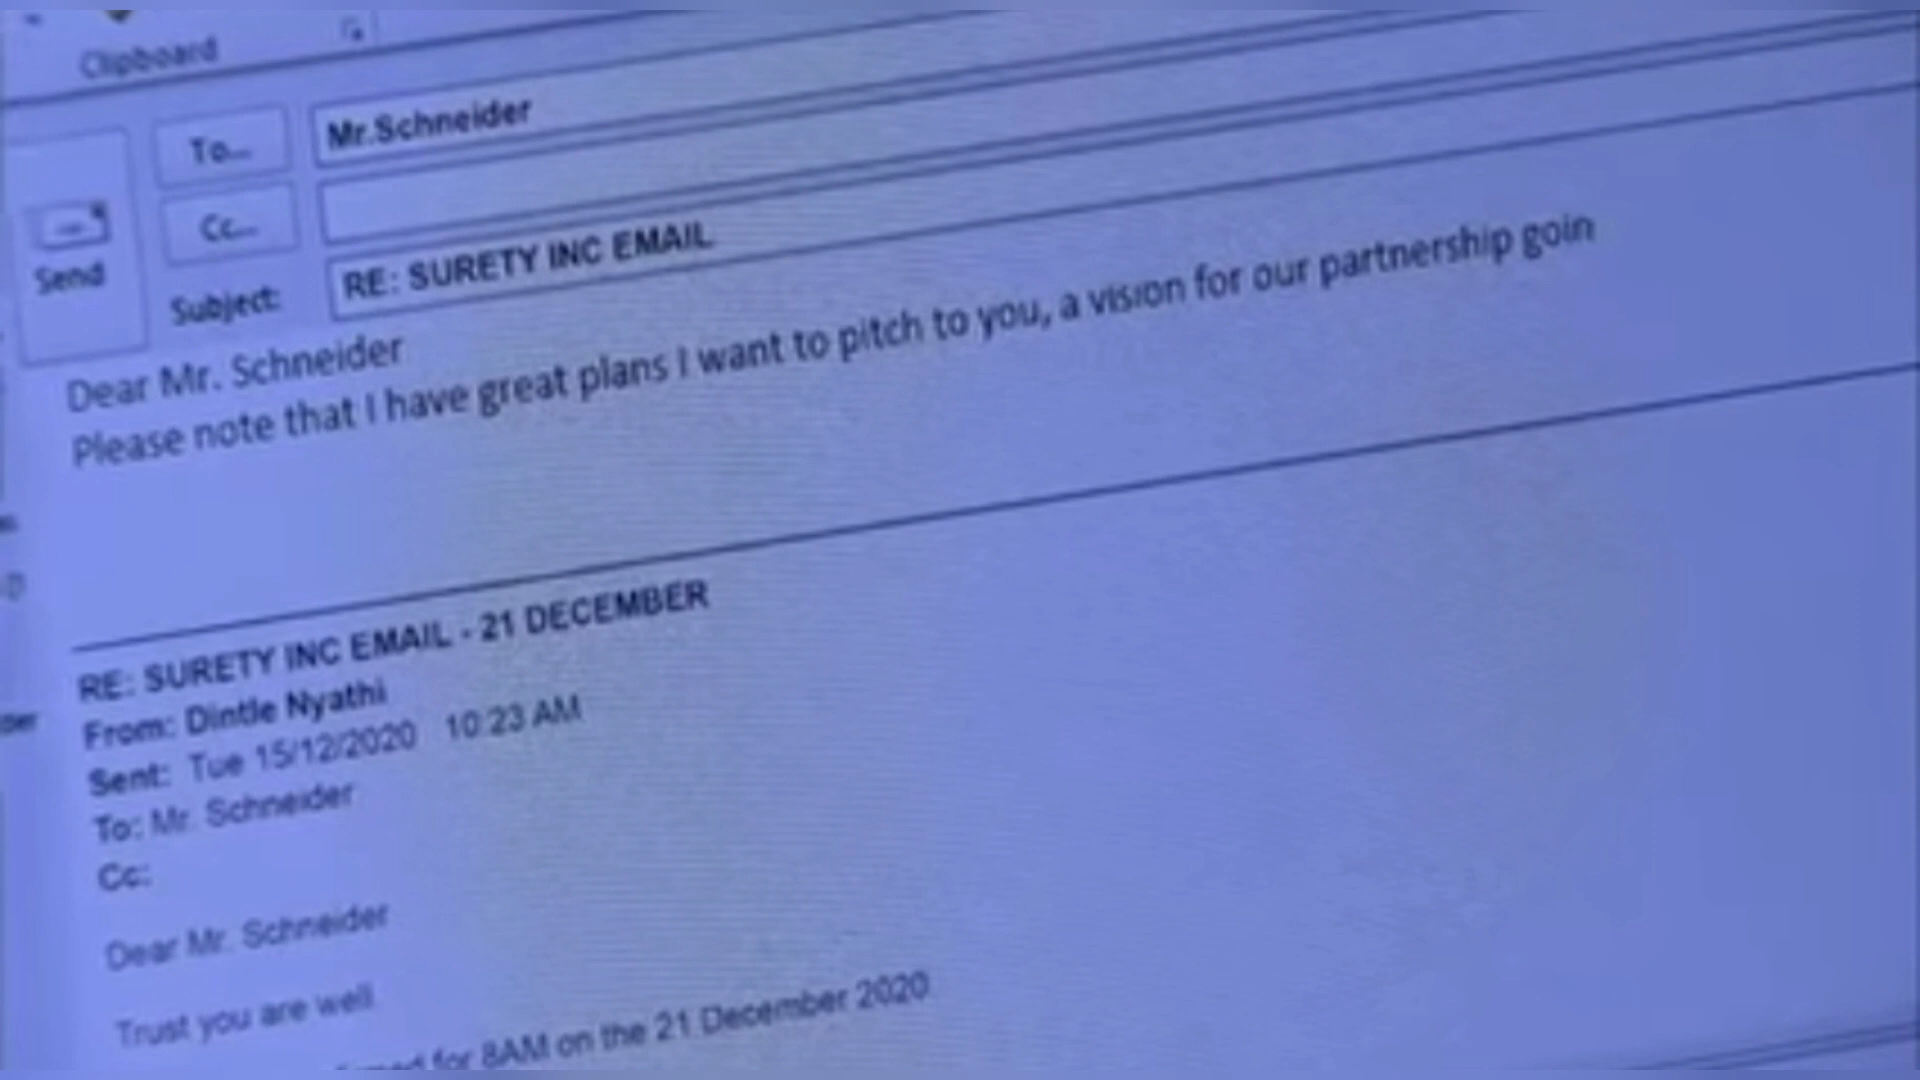 Clipboard
To...
Mr.Schneider
Cc...
Send
Subject:
RE: SURETY INC EMAIL
Dear Mr. Schneider
Please note that I have great plans I want to pitch to you, a vision for our partnership goin
RE: SURETY INC EMAIL - 21 DECEMBER
From: Dintle Nyathi
Sent: Tue 15/12/2020 10:23 AM
To: Mr. Schneider
Cc:
Dear Mr. Schneider
Trust you are well
for 8AM on the 21 December 2020